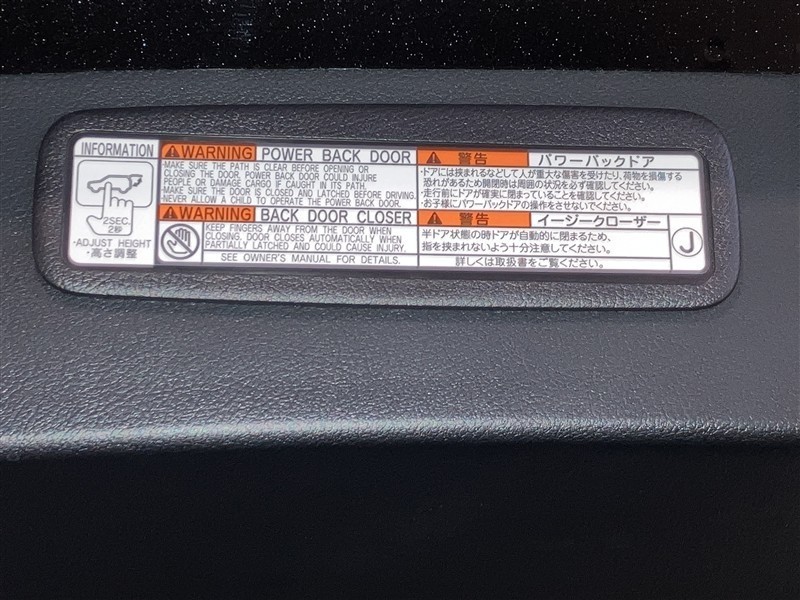 INFORMATION
2SEC.
2秒
·ADJUST HEIGHT
·高さ調整
WARNING POWER BACK DOOR
·MAKE SURE THE PATH IS CLEAR BEFORE OPENING OR
CLOSING THE DOOR. POWER BACK DOOR COULD INJURE
PEOPLE OR DAMAGE CARGO IF CAUGHT IN ITS PATH.
·MAKE SURE THE DOOR IS CLOSED AND LATCHED BEFORE DRIVING.
·NEVER ALLOW A CHILD TO OPERATE THE POWER BACK DOOR.
WARNING BACK DOOR CLOSER
KEEP FINGERS AWAY FROM THE DOOR WHEN
CLOSING. DOOR CLOSES AUTOMATICALLY WHEN
PARTIALLY LATCHED AND COULD CAUSE INJURY.
SEE OWNER'S MANUAL FOR DETAILS.
警告 パワーバックドア
·ドアには挟まれるなどして人が重大な傷害を受けたり、荷物を損傷する
恐れがあるため開閉時は周囲の状況を必ず確認してください。
·走行前にドアが確実に閉まっていることを確認してください。
·お子様にパワーバックドアの操作をさせないでください。
警告 イージークローザー
半ドア状態の時ドアが自動的に閉まるため、
指を挟まれないよう十分注意してください。
詳しくは取扱書をご覧ください。
J